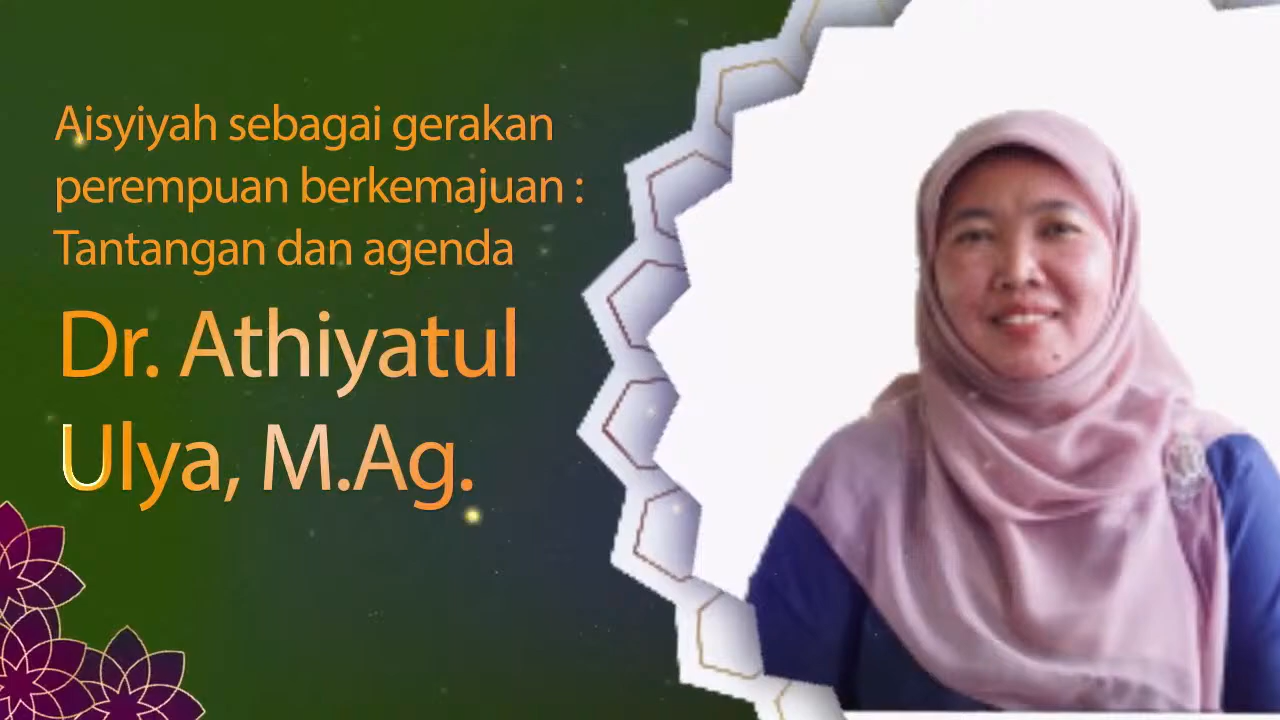 Aisyiyah sebagai gerakan
perempuan berkemajuan :
Tantangan dan agenda
Dr. Athiyatul
Ulya, M.Ag.